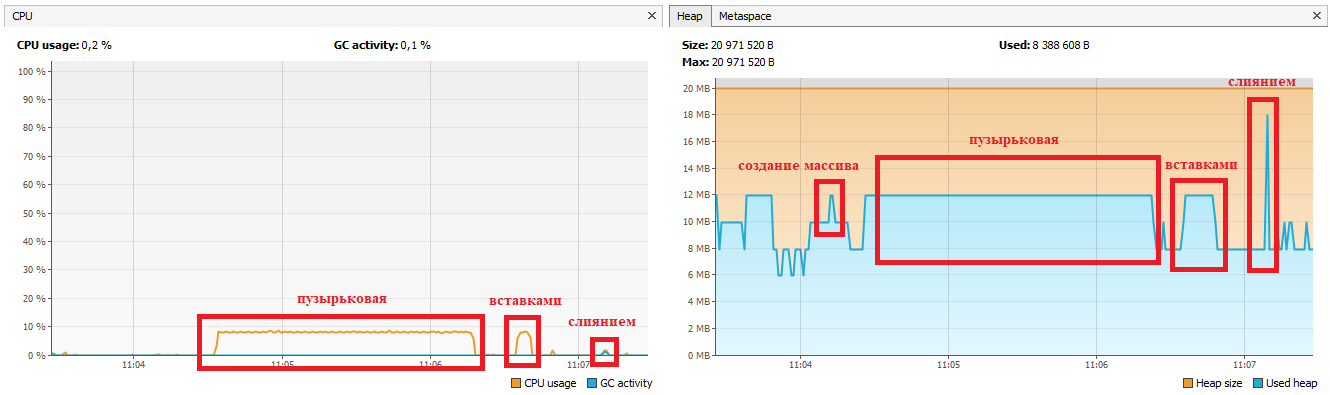 CPU
CPU usage: 0,2 %
GC activity: 0,1 %
100 %
90 %
80 %
70 %
60 %
50 %
40 %
30 %
20 %
10 %
0 %
пузырьковая
вставками
слиянием
11:04
11:05
11:06
11:07
CPU usage
GC activity
Heap
Metaspace
Size: 20 971 520 B
Used: 8 388 608 B
Max: 20 971 520 B
20 MB
18 MB
16 MB
14 MB
12 MB
10 MB
8 MB
6 MB
4 MB
2 MB
0 MB
слиянием
пузырьковая
создание массива
вставками
11:04
11:05
11:06
11:07
Heap size
Used heap